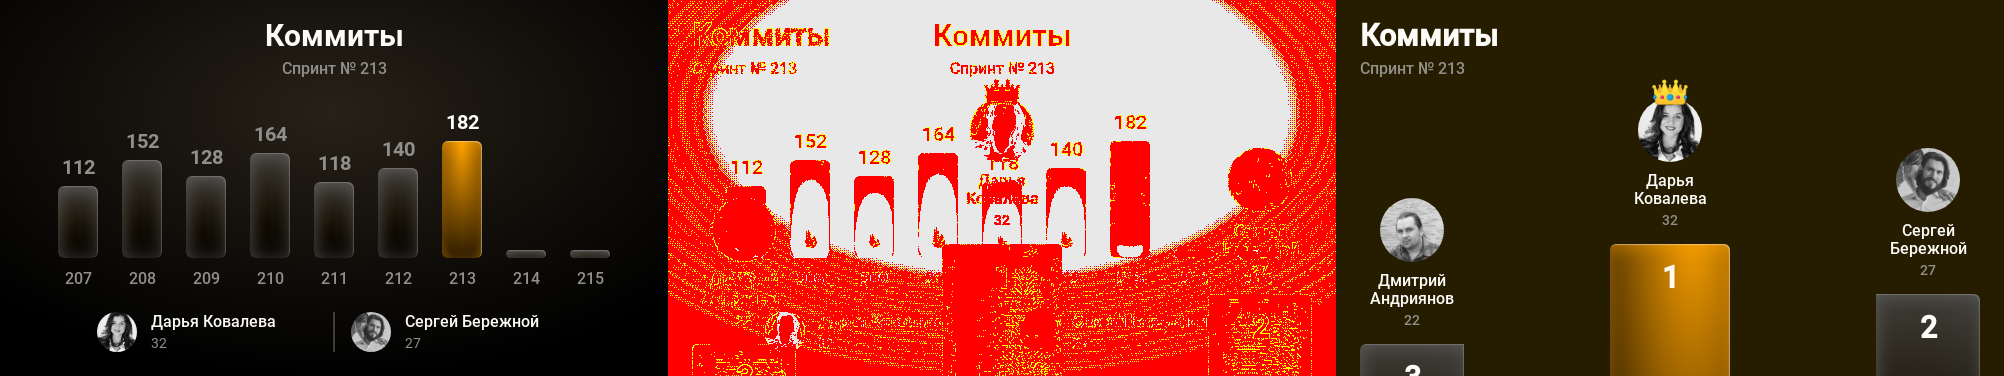 Коммиты
Спринт № 213
182
164
152
140
128
118
112
207 208 209 210 211 212 213 214 215
Дарья Ковалева
32
Сергей Бережной
27
Коммиты
Коммиты
Спринт № 213
Спринт № 213
182
164
152
140
128
118
112
Дарья
Ковалева
32
Коммиты
Спринт № 213
Дарья
Ковалева
32
1
Сергей
Бережной
27
2
Дмитрий
Андриянов
22
3